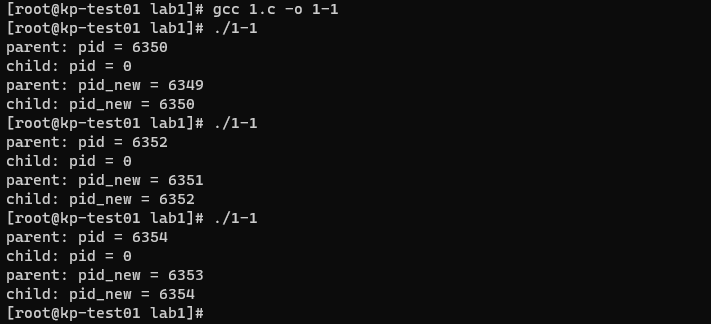 [root@kp-test01 lab1]# gcc 1.c -o 1-1
[root@kp-test01 lab1]# ./1-1
parent: pid = 6350
child: pid = 0
parent: pid_new = 6349
child: pid_new = 6350
[root@kp-test01 lab1]# ./1-1
parent: pid = 6352
child: pid = 0
parent: pid_new = 6351
child: pid_new = 6352
[root@kp-test01 lab1]# ./1-1
parent: pid = 6354
child: pid = 0
parent: pid_new = 6353
child: pid_new = 6354
[root@kp-test01 lab1]#